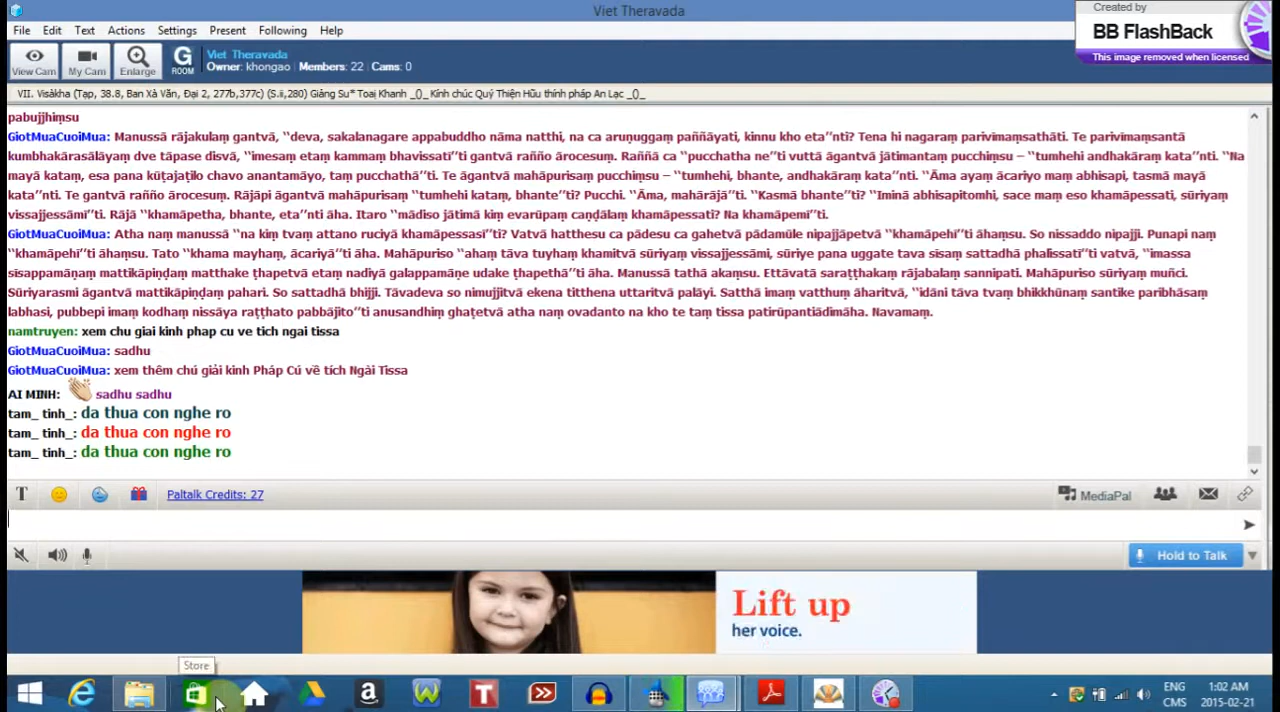 Viet Theravada
Created by
BB FlashBack
This image removed when licensed
File Edit Text Actions Settings Present Following Help
View Cam My Cam Enlarge G ROOM
Viet Theravada
Owner: khongao Members: 22 Cams: 0
VII. Visàkha (Tạp, 38.8, Ban Xà Văn, Đại 2, 277b,377c) (S.ii,280) Giảng Sư* Toại Khanh _()_ Kính chúc Quý Thiện Hữu thính pháp An Lạc _()_
pabujjhiṃsu
GiotMuaCuoiMua: Manussā rājakulaṃ gantvā, ‘‘deva, sakalanagare appabuddho nāma natthi, na ca aruṇuggaṃ paññāyati, kinnu kho eta’’nti? Tena hi nagaraṃ parivīmaṃsathāti. Te parivīmaṃsantā
kumbhakārasālāyaṃ dve tāpase disvā, ‘‘imesaṃ etaṃ kammaṃ bhavissatī’’ti gantvā rañño ārocesuṃ. Raññā ca ‘‘pucchatha ne’’ti vuttā āgantvā jātimantaṃ pucchiṃsu – ‘‘tumhehi andhakāraṃ kata’’nti. ‘‘Na
mayā kataṃ, esa pana kūṭajaṭilo chavo anantamāyo, taṃ pucchathā’’ti. Te āgantvā mahāpurisaṃ pucchiṃsu – ‘‘tumhehi, bhante, andhakāraṃ kata’’nti. ‘‘Āma ayaṃ ācariyo maṃ abhisapi, tasmā mayā
kata’’nti. Te gantvā rañño ārocesuṃ. Rājāpi āgantvā mahāpurisaṃ ‘‘tumhehi kataṃ, bhante’’ti? Pucchi. ‘‘Āma, mahārājā’’ti. ‘‘Kasmā bhante’’ti? ‘‘Iminā abhisapitomhi, sace maṃ eso khamāpessati, sūriyaṃ
vissajjessāmī’’ti. Rājā ‘‘khamāpetha, bhante, eta’’nti āha. Itaro ‘‘mādiso jātimā kiṃ evarūpaṃ caṇḍālaṃ khamāpessati? Na khamāpemī’’ti.
GiotMuaCuoiMua: Atha naṃ manussā ‘‘na kiṃ tvaṃ attano ruciyā khamāpessasī’’ti? Vatvā hatthesu ca pādesu ca gahetvā pādamūle nipajjāpetvā ‘‘khamāpehī’’ti āhaṃsu. So nissaddo nipajji. Punapi naṃ
‘‘khamāpehī’’ti āhaṃsu. Tato ‘‘khama mayhaṃ, ācariyā’’ti āha. Mahāpuriso ‘‘ahaṃ tāva tuyhaṃ khamitvā sūriyaṃ vissajjessāmi, sūriye pana uggate tava sīsaṃ sattadhā phalissatī’’ti vatvā, ‘‘imassa
sīsappamāṇaṃ mattikāpiṇḍaṃ matthake ṭhapetvā etaṃ nadiyā galappamāṇe udake ṭhapethā’’ti āha. Manussā tathā akaṃsu. Ettāvatā saraṭṭhakaṃ rājabalaṃ sannipati. Mahāpuriso sūriyaṃ muñci.
Sūriyarasmi āgantvā mattikāpiṇḍaṃ pahari. So sattadhā bhijji. Tāvadeva so nimujjitvā ekena titthena uttaritvā palāyi. Satthā imaṃ vatthuṃ āharitvā, ‘‘idāni tāva tvaṃ bhikkhūnaṃ santike paribhāsaṃ
labhasi, pubbepi imaṃ kodhaṃ nissāya raṭṭhato pabbājito’’ti anusandhiṃ ghaṭetvā atha naṃ ovadanto na kho te taṃ tissa patirūpantiādimāha. Navamaṃ.
namtruyen: xem chu giai kinh phap cu ve tich ngai tissa
GiotMuaCuoiMua: sadhu
GiotMuaCuoiMua: xem thêm chú giải kinh Pháp Cú về tích Ngài Tissa
AI MINH: sadhu sadhu
tam_ tinh_: da thua con nghe ro
tam_ tinh_: da thua con nghe ro
tam_ tinh_: da thua con nghe ro
T Paltalk Credits: 27 MediaPal
Hold to Talk
Lift up
her voice.
Store
ENG 1:02 AM
CMS 2015-02-21